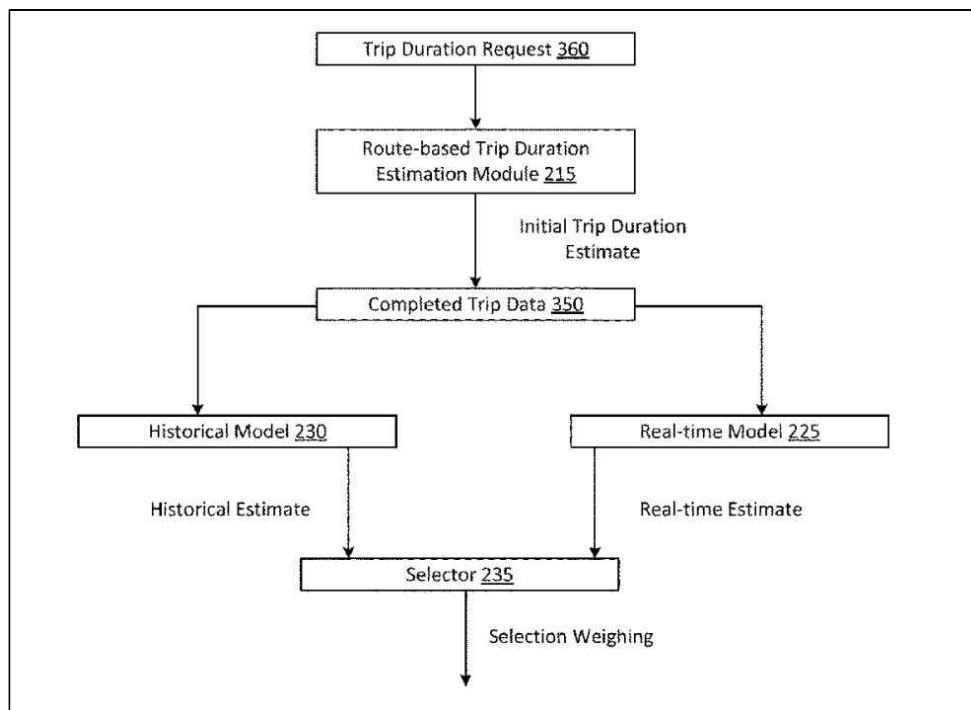 Trip Duration Request 360
Route-based Trip Duration
Estimation Module 215
Initial Trip Duration
Estimate
Completed Trip Data 350
Historical Model 230
Real-time Model 225
Historical Estimate
Real-time Estimate
Selector 235
Selection Weighing